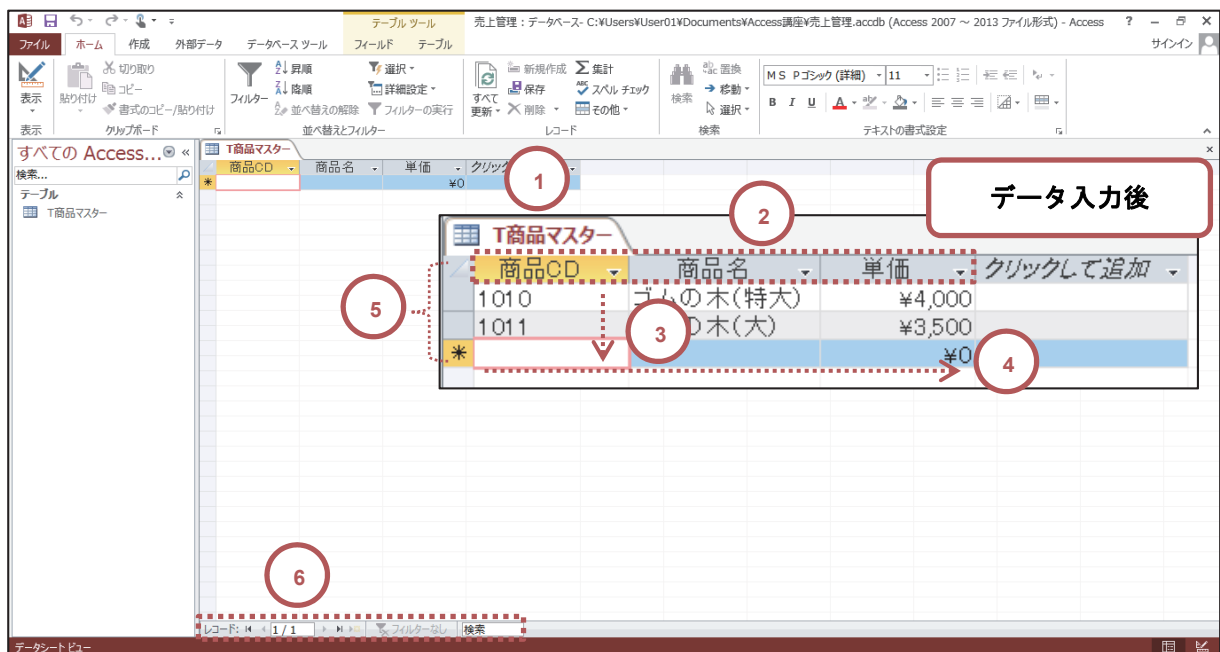 テーブル ツール
売上管理：データベース- C:¥Users¥User01¥Documents¥Access講座¥売上管理.accdb (Access 2007 ～ 2013 ファイル形式) - Access
?
ファイル ホーム 作成 外部データ データベース ツール フィールド テーブル
サインイン
切り取り
コピー
書式のコピー/貼り付け
表示
貼り付け
フィルター
昇順
降順
並べ替えの解除
選択
詳細設定
フィルターの実行
すべて
更新
新規作成
保存
削除
集計
スペル チェック
その他
検索
置換
移動
選択
ＭＳ Ｐゴシック (詳細) 11
B I U A
表示 クリップボード 並べ替えとフィルター レコード 検索 テキストの書式設定
すべての Access... «
検索...
テーブル
T商品マスター
T商品マスター
商品CD 商品名 単価
* ¥0
データ入力後
1
2
3
4
5
6
T商品マスター
商品CD 商品名 単価 クリックして追加
1010 ゴムの木(特大) ¥4,000
1011 の木(大) ¥3,500
* ¥0
レコード: 1 / 1 フィルターなし 検索
データシート ビュー